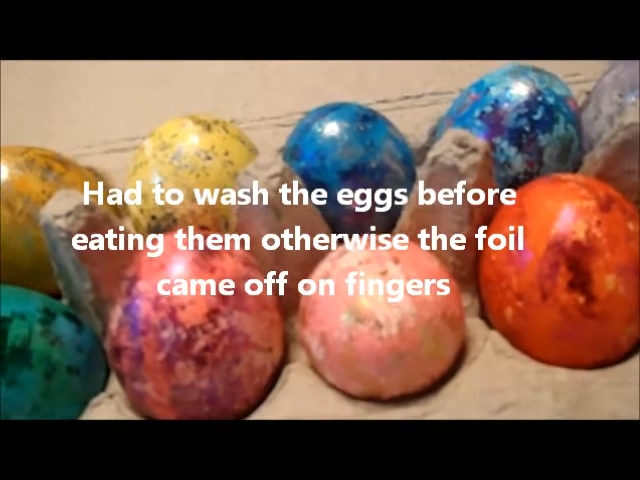 Had to wash the eggs before
eating them otherwise the foil
came off on fingers